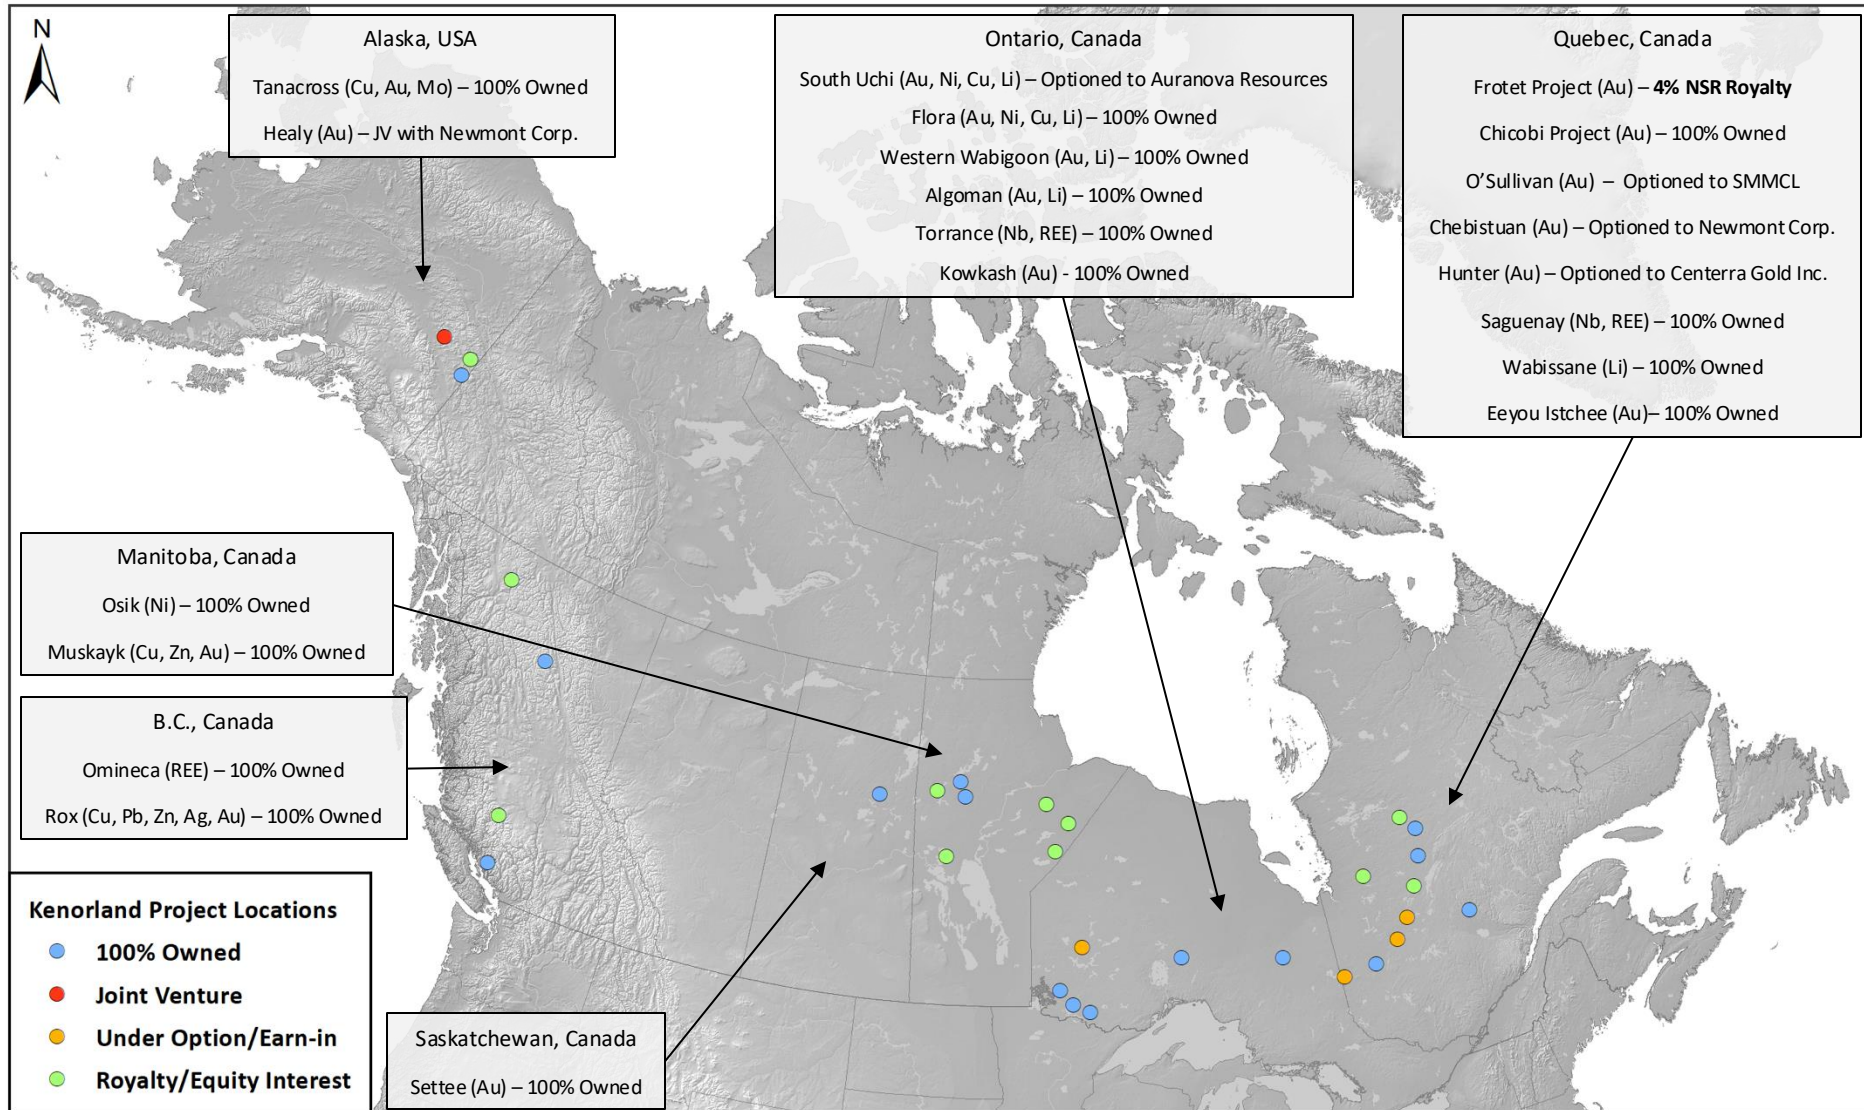 N
Alaska, USA
Tanacross (Cu, Au, Mo) – 100% Owned
Healy (Au) – JV with Newmont Corp.
Ontario, Canada
South Uchi (Au, Ni, Cu, Li) – Optioned to Auranova Resources
Flora (Au, Ni, Cu, Li) – 100% Owned
Western Wabigoon (Au, Li) – 100% Owned
Algoman (Au, Li) – 100% Owned
Torrance (Nb, REE) – 100% Owned
Kowkash (Au) - 100% Owned
Quebec, Canada
Frotet Project (Au) – 4% NSR Royalty
Chicobi Project (Au) – 100% Owned
O’Sullivan (Au) – Optioned to SMMCL
Chebistuan (Au) – Optioned to Newmont Corp.
Hunter (Au) – Optioned to Centerra Gold Inc.
Saguenay (Nb, REE) – 100% Owned
Wabissane (Li) – 100% Owned
Eeyou Istchee (Au)– 100% Owned
Manitoba, Canada
Osik (Ni) – 100% Owned
Muskayk (Cu, Zn, Au) – 100% Owned
B.C., Canada
Omineca (REE) – 100% Owned
Rox (Cu, Pb, Zn, Ag, Au) – 100% Owned
Kenorland Project Locations
100% Owned
Joint Venture
Under Option/Earn-in
Royalty/Equity Interest
Saskatchewan, Canada
Settee (Au) – 100% Owned